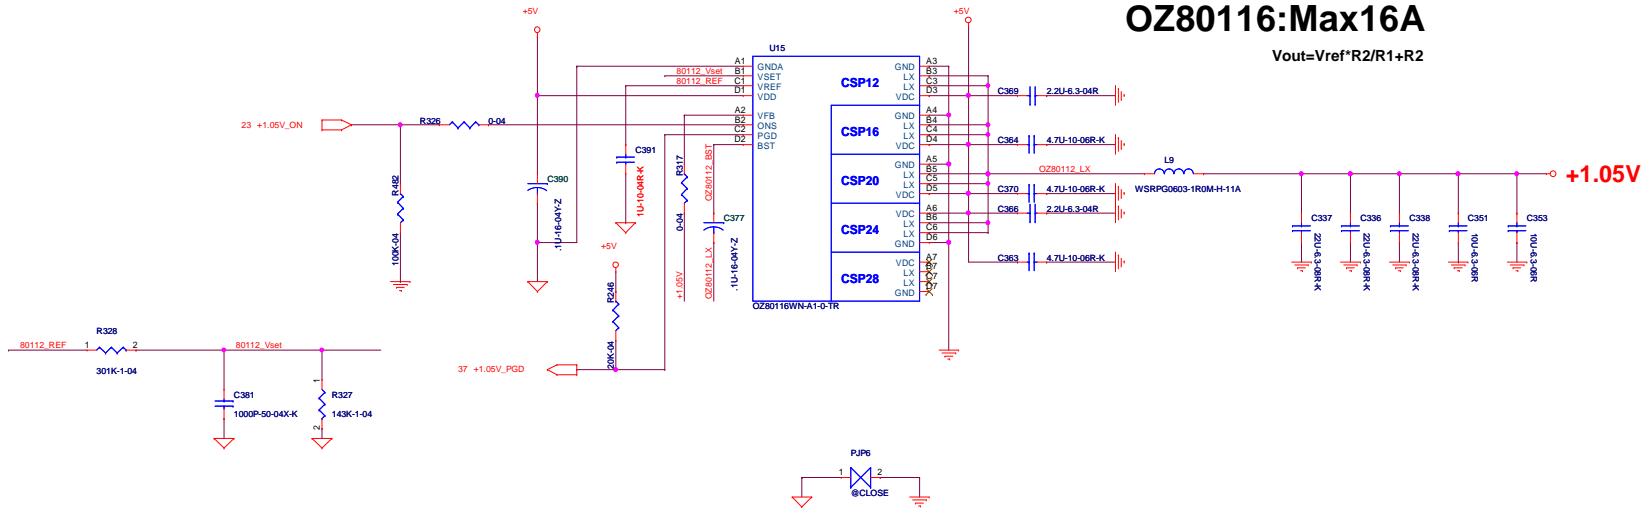 +5V
+5V
OZ80116:Max16A
Vout=Vref*R2/R1+R2
U15
80112_Vset
80112_REF
A1
B1
C1
D1
GNDA
VSET
VREF
VDD
A2
B2
C2
D2
VFB
ONS
PGD
BST
CSP12
CSP16
CSP20
CSP24
CSP28
GND
LX
LX
VDC
GND
LX
LX
VDC
GND
LX
LX
VDC
VDC
LX
LX
GND
VDC
LX
LX
GND
A3
B3
C3
D3
A4
B4
C4
D4
A5
B5
C5
D5
A6
B6
C6
D6
A7
B7
C7
D7
OZ80116WN-A1-0-TR
C369 2.2U-6.3-04R
C364 4.7U-10-06R-K
C370 4.7U-10-06R-K
C366 2.2U-6.3-04R
C363 4.7U-10-06R-K
OZ80112_LX
L9
WSRPG0603-1R0M-H-11A
+1.05V
C337
22U-6.3-08R-K
C336
22U-6.3-08R-K
C338
22U-6.3-08R-K
C351
10U-6.3-06R
C353
10U-6.3-06R
23 +1.05V_ON
R326
0-04
R482
100K-04
C390
.1U-16-04Y-Z
C391
1U-10-04R-K
R317
0-04
+1.05V
OZ80112_BST
C377
.1U-16-04Y-Z
OZ80112_LX
+5V
R246
20K-04
37 +1.05V_PGD
80112_REF
R328
1 2
301K-1-04
80112_Vset
C381
1000P-50-04X-K
1
R327
143K-1-04
2
PJP6
1 2
@CLOSE